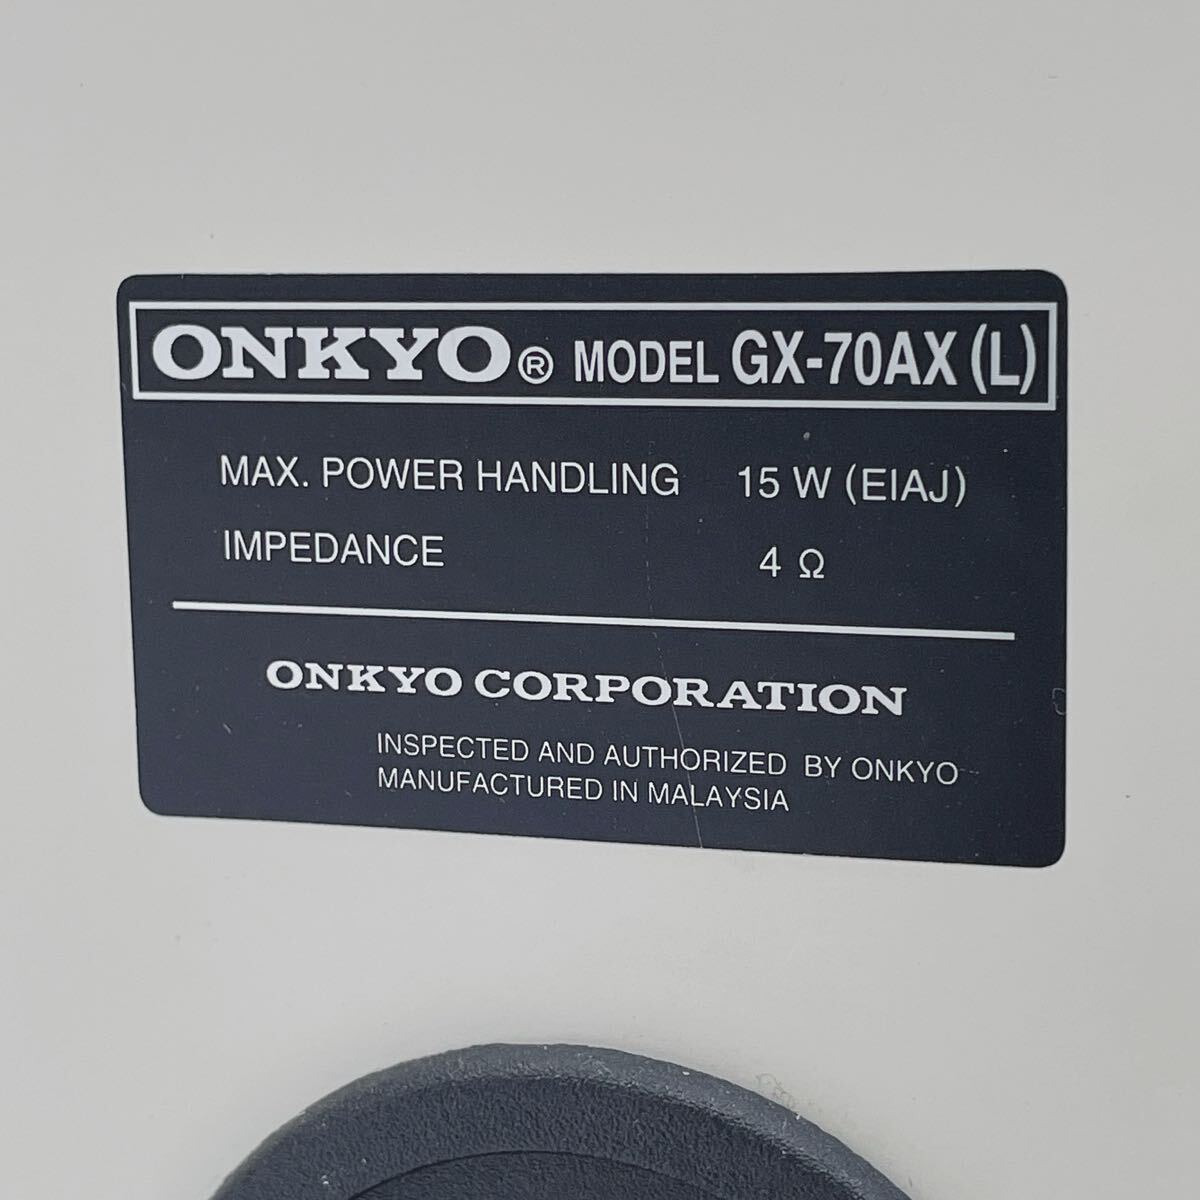 ONKYO® MODEL GX-70AX (L)
MAX. POWER HANDLING 15 W (EIAJ)
IMPEDANCE 4 Ω
ONKYO CORPORATION
INSPECTED AND AUTHORIZED BY ONKYO
MANUFACTURED IN MALAYSIA